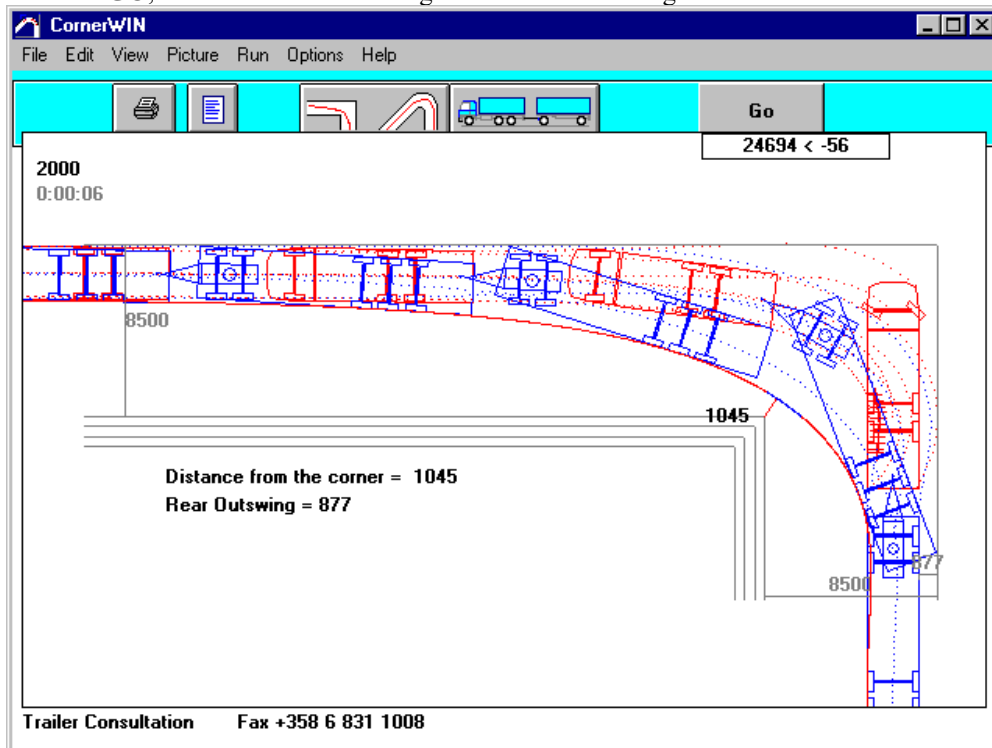 CornerWIN
File Edit View Picture Run Options Help
Go
24694 < -56
2000
0:00:06
8500
1045
Distance from the corner = 1045
Rear Outswing = 877
877
8500
Trailer Consultation Fax +358 6 831 1008